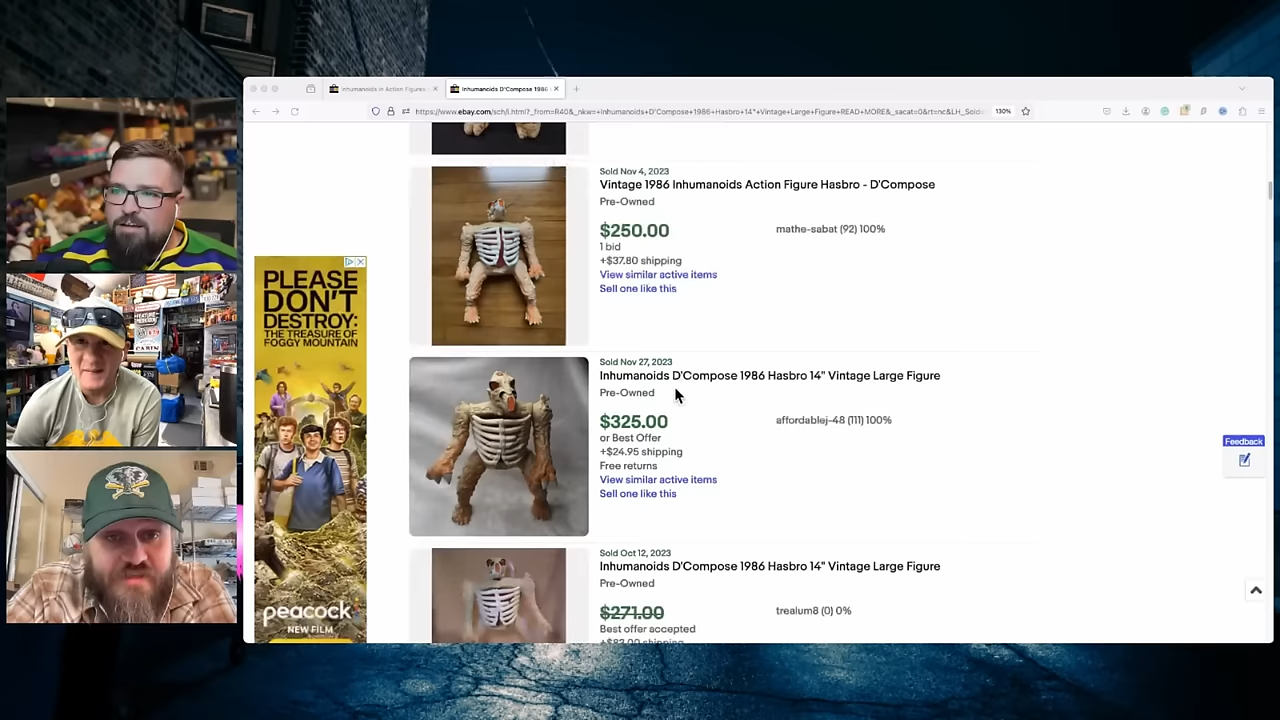 Inhumanoids in Action Figures
Inhumanoids D'Compose 1986
https://www.ebay.com/sch/i.html?_from=R40&_nkw=Inhumanoids+D'Compose+1986+Hasbro+14"+Vintage+Large+Figure+READ+MORE&_sacat=0&rt=nc&LH_Sold
130%
Sold Nov 4, 2023
Vintage 1986 Inhumanoids Action Figure Hasbro - D'Compose
Pre-Owned
$250.00
mathe-sabat (92) 100%
1 bid
+$37.80 shipping
View similar active items
Sell one like this
PLEASE
DON'T
DESTROY:
THE TREASURE OF
FOGGY MOUNTAIN
peacock
NEW FILM
Sold Nov 27, 2023
Inhumanoids D'Compose 1986 Hasbro 14" Vintage Large Figure
Pre-Owned
$325.00
affordablej-48 (111) 100%
or Best Offer
+$24.95 shipping
Free returns
View similar active items
Sell one like this
Feedback
Sold Oct 12, 2023
Inhumanoids D'Compose 1986 Hasbro 14" Vintage Large Figure
Pre-Owned
$271.00
trealum8 (0) 0%
Best offer accepted
+$83.00 shipping